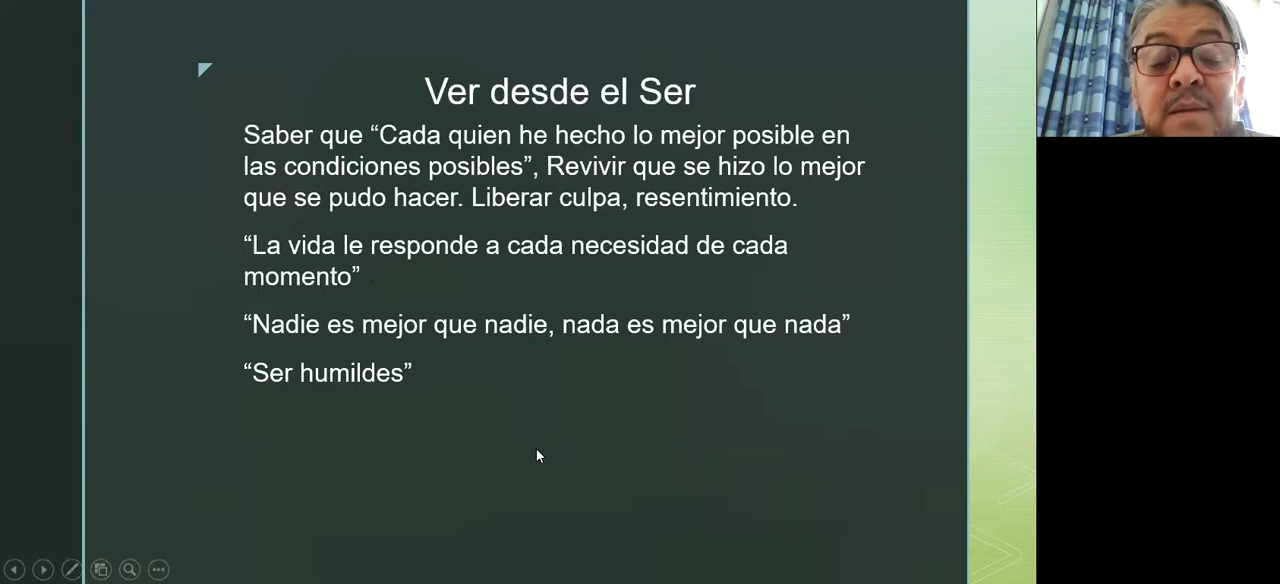 Ver desde el Ser
Saber que “Cada quien he hecho lo mejor posible en
las condiciones posibles”, Revivir que se hizo lo mejor
que se pudo hacer. Liberar culpa, resentimiento.
“La vida le responde a cada necesidad de cada
momento”
“Nadie es mejor que nadie, nada es mejor que nada”
“Ser humildes”